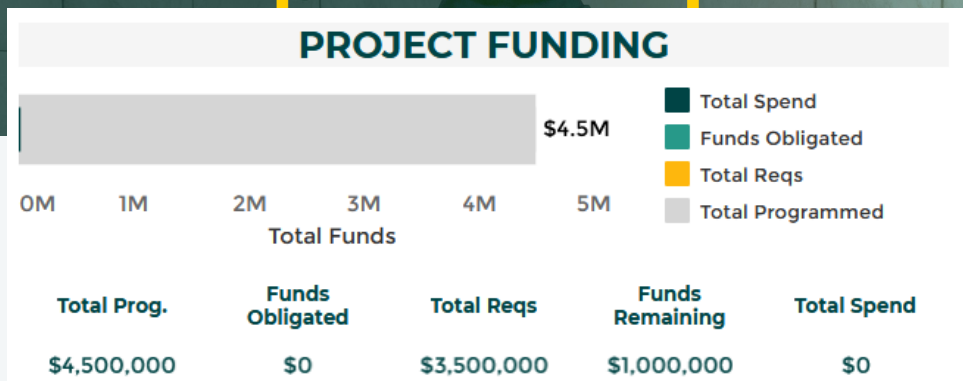 PROJECT FUNDING
$4.5M
Total Spend
Funds Obligated
Total Reqs
Total Programmed
0M 1M 2M 3M 4M 5M
Total Funds
Total Prog. Funds Obligated Total Reqs Funds Remaining Total Spend
$4,500,000 $0 $3,500,000 $1,000,000 $0